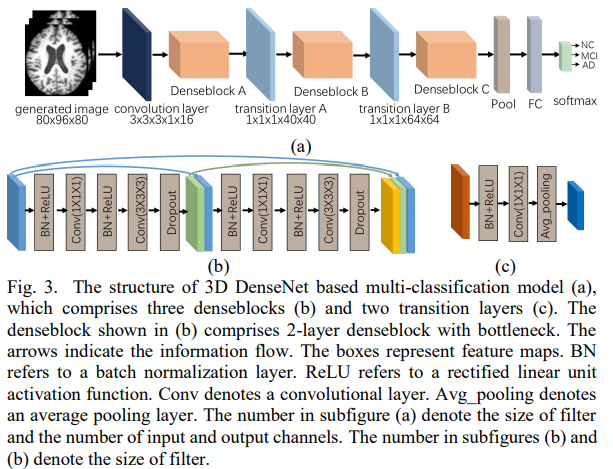 NC
MCI
AD
Denseblock A
Denseblock B
Denseblock C
Pool
FC
softmax
generated image
80x96x80
convolution layer
3x3x3x1x16
transition layer A
1x1x1x40x40
transition layer B
1x1x1x64x64
(a)
BN+ReLU
Conv(1X1X1)
BN+ReLU
Conv(3X3X3)
Dropout
BN+ReLU
Conv(1X1X1)
BN+ReLU
Conv(3X3X3)
Dropout
(b)
BN+ReLU
Conv(1X1X1)
Avg_pooling
(c)
Fig. 3. The structure of 3D DenseNet based multi-classification model (a),
which comprises three denseblocks (b) and two transition layers (c). The
denseblock shown in (b) comprises 2-layer denseblock with bottleneck. The
arrows indicate the information flow. The boxes represent feature maps. BN
refers to a batch normalization layer. ReLU refers to a rectified linear unit
activation function. Conv denotes a convolutional layer. Avg_pooling denotes
an average pooling layer. The number in subfigure (a) denote the size of filter
and the number of input and output channels. The number in subfigures (b) and
(b) denote the size of filter.